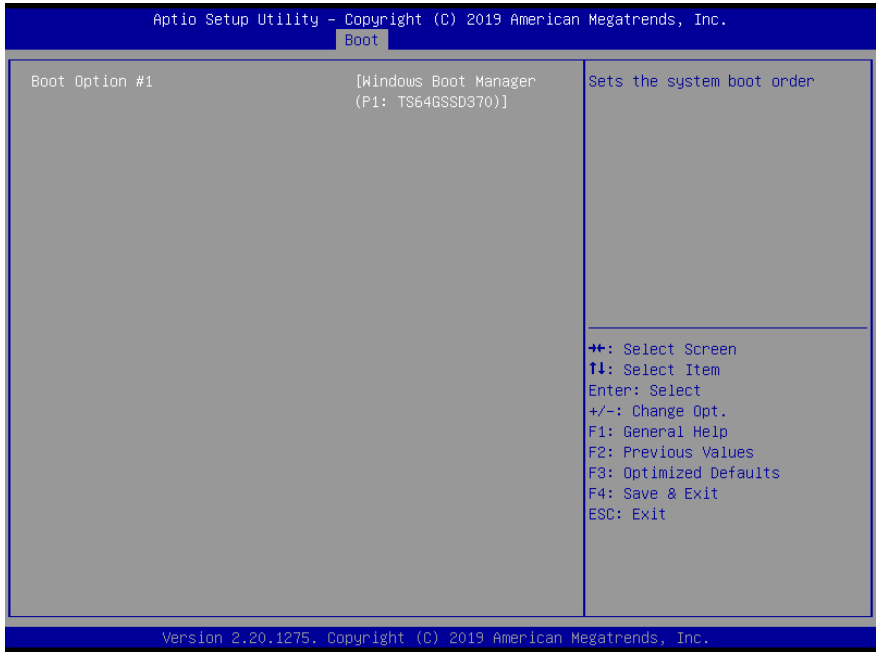 Aptio Setup Utility – Copyright (C) 2019 American Megatrends, Inc.
Boot
Boot Option #1
[Windows Boot Manager
(P1: TS64GSSD370)]
Sets the system boot order
→←: Select Screen
↑↓: Select Item
Enter: Select
+/-: Change Opt.
F1: General Help
F2: Previous Values
F3: Optimized Defaults
F4: Save & Exit
ESC: Exit
Version 2.20.1275. Copyright (C) 2019 American Megatrends, Inc.